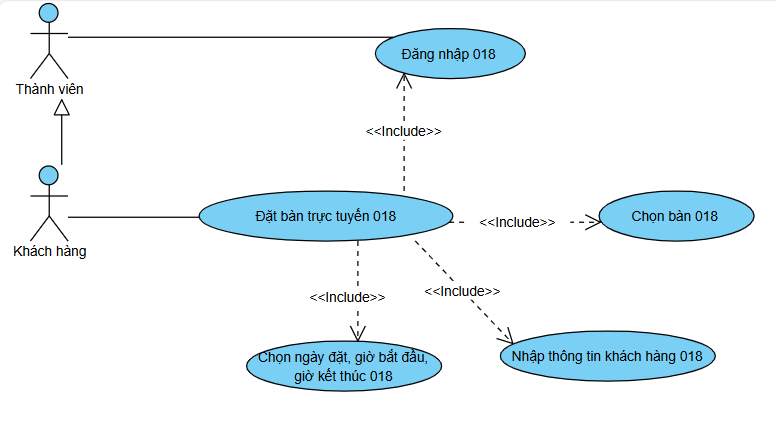 Đăng nhập 018
Thành viên
<<Include>>
Đặt bàn trực tuyến 018
Chọn bàn 018
<<Include>>
Khách hàng
<<Include>>
<<Include>>
Chọn ngày đặt, giờ bắt đầu,
giờ kết thúc 018
Nhập thông tin khách hàng 018